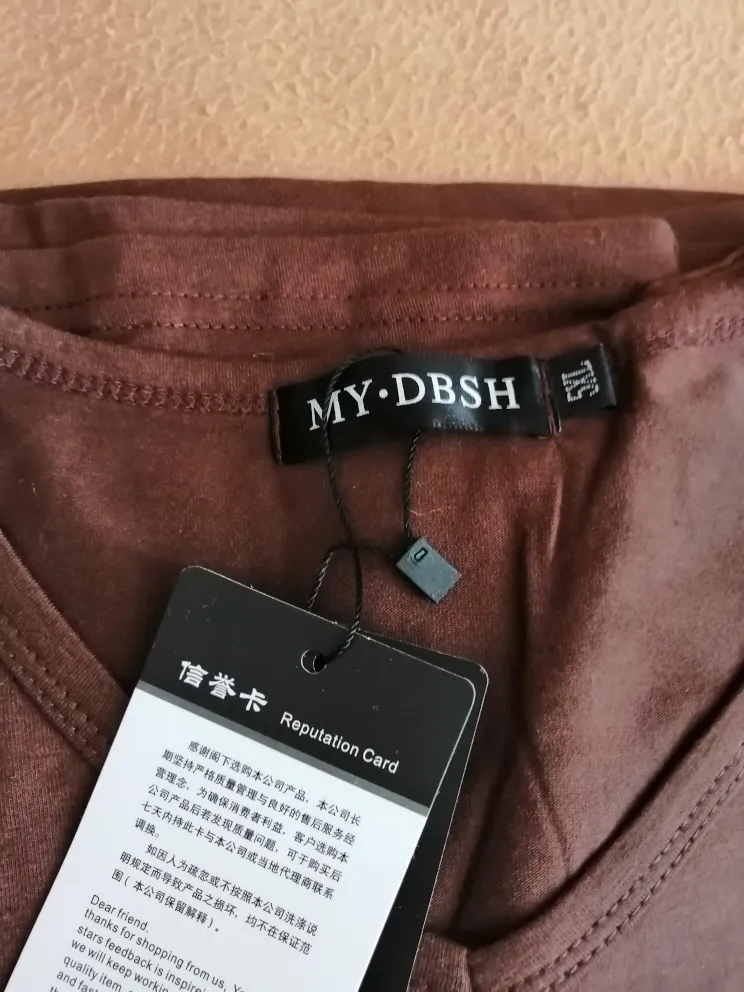 MY·DBSH
信誉卡 Reputation Card
感谢阁下选购本公司产品，本公司长
期坚持严格质量管理与良好的售后服务经
营理念，为确保消费者利益，客户选购本
公司产品后若发现质量问题，可于购买后
七天内持此卡与本公司或当地代理商联系
调换。
如因人为疏忽或不按照本公司洗涤说
明规定而导致产品之损坏，均不在保证范
围（本公司保留解释）。
Dear friend.
thanks for shopping from us,
stars feedback is
we will keep
quality item,
and